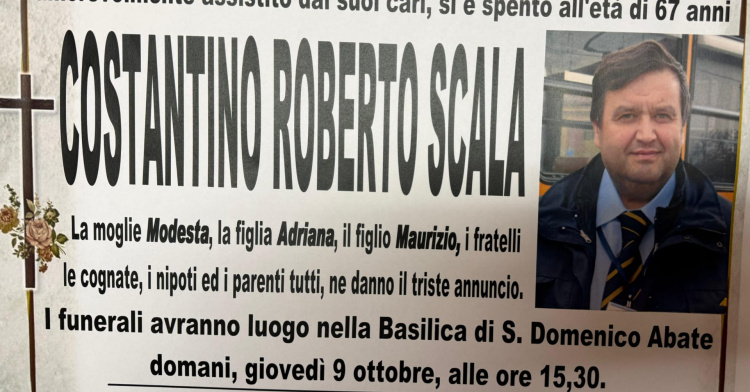 assistito dai suoi cari, si è spento all'età di 67 anni
COSTANTINO ROBERTO SCALA
La moglie Modesta, la figlia Adriana, il figlio Maurizio, i fratelli
le cognate, i nipoti ed i parenti tutti, ne danno il triste annuncio.
I funerali avranno luogo nella Basilica di S. Domenico Abate
domani, giovedì 9 ottobre, alle ore 15,30.